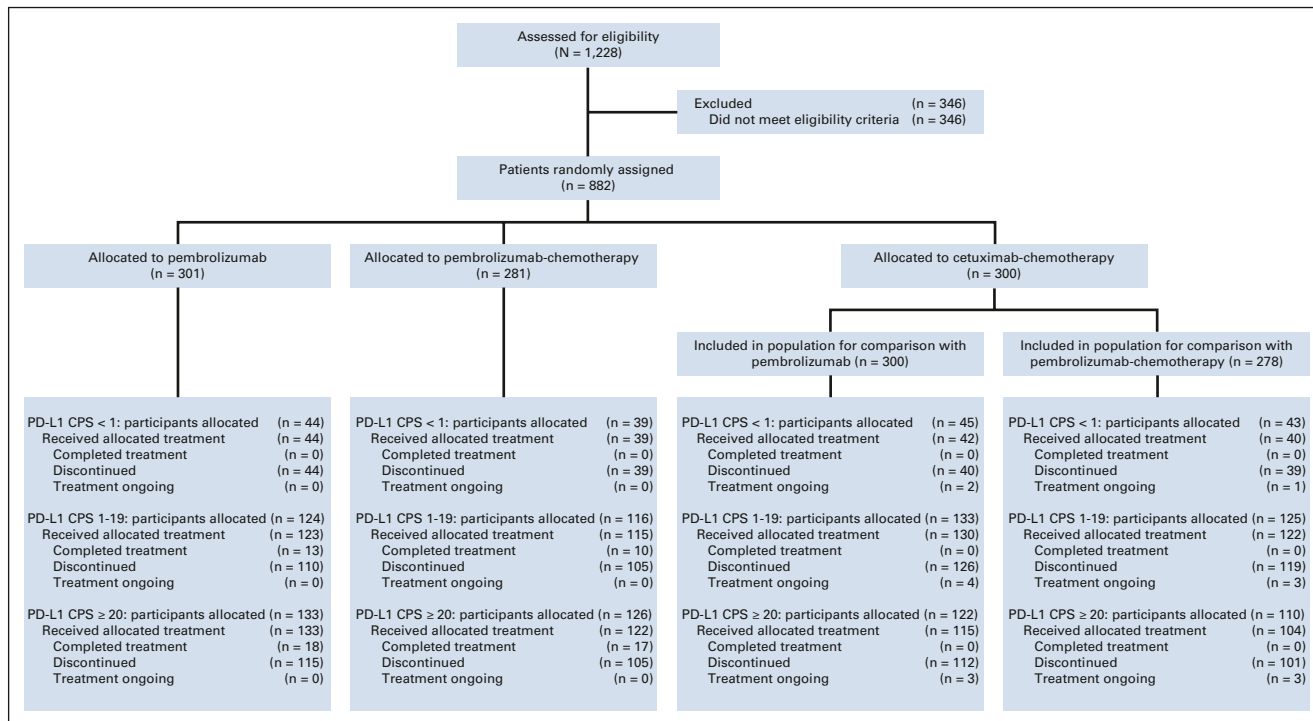 Assessed for eligibility
(N = 1,228)
Excluded (n = 346)
Did not meet eligibility criteria (n = 346)
Patients randomly assigned
(n = 882)
Allocated to pembrolizumab
(n = 301)
Allocated to pembrolizumab-chemotherapy
(n = 281)
Allocated to cetuximab-chemotherapy
(n = 300)
Included in population for comparison with
pembrolizumab (n = 300)
Included in population for comparison with
pembrolizumab-chemotherapy (n = 278)
PD-L1 CPS < 1: participants allocated (n = 44)
Received allocated treatment (n = 44)
Completed treatment (n = 0)
Discontinued (n = 44)
Treatment ongoing (n = 0)
PD-L1 CPS 1-19: participants allocated (n = 124)
Received allocated treatment (n = 123)
Completed treatment (n = 13)
Discontinued (n = 110)
Treatment ongoing (n = 0)
PD-L1 CPS ≥ 20: participants allocated (n = 133)
Received allocated treatment (n = 133)
Completed treatment (n = 18)
Discontinued (n = 115)
Treatment ongoing (n = 0)
PD-L1 CPS < 1: participants allocated (n = 39)
Received allocated treatment (n = 39)
Completed treatment (n = 0)
Discontinued (n = 39)
Treatment ongoing (n = 0)
PD-L1 CPS 1-19: participants allocated (n = 116)
Received allocated treatment (n = 115)
Completed treatment (n = 10)
Discontinued (n = 105)
Treatment ongoing (n = 0)
PD-L1 CPS ≥ 20: participants allocated (n = 126)
Received allocated treatment (n = 122)
Completed treatment (n = 17)
Discontinued (n = 105)
Treatment ongoing (n = 0)
PD-L1 CPS < 1: participants allocated (n = 45)
Received allocated treatment (n = 42)
Completed treatment (n = 0)
Discontinued (n = 40)
Treatment ongoing (n = 2)
PD-L1 CPS 1-19: participants allocated (n = 133)
Received allocated treatment (n = 130)
Completed treatment (n = 0)
Discontinued (n = 126)
Treatment ongoing (n = 4)
PD-L1 CPS ≥ 20: participants allocated (n = 122)
Received allocated treatment (n = 115)
Completed treatment (n = 0)
Discontinued (n = 112)
Treatment ongoing (n = 3)
PD-L1 CPS < 1: participants allocated (n = 43)
Received allocated treatment (n = 40)
Completed treatment (n = 0)
Discontinued (n = 39)
Treatment ongoing (n = 1)
PD-L1 CPS 1-19: participants allocated (n = 125)
Received allocated treatment (n = 122)
Completed treatment (n = 0)
Discontinued (n = 119)
Treatment ongoing (n = 3)
PD-L1 CPS ≥ 20: participants allocated (n = 110)
Received allocated treatment (n = 104)
Completed treatment (n = 0)
Discontinued (n = 101)
Treatment ongoing (n = 3)